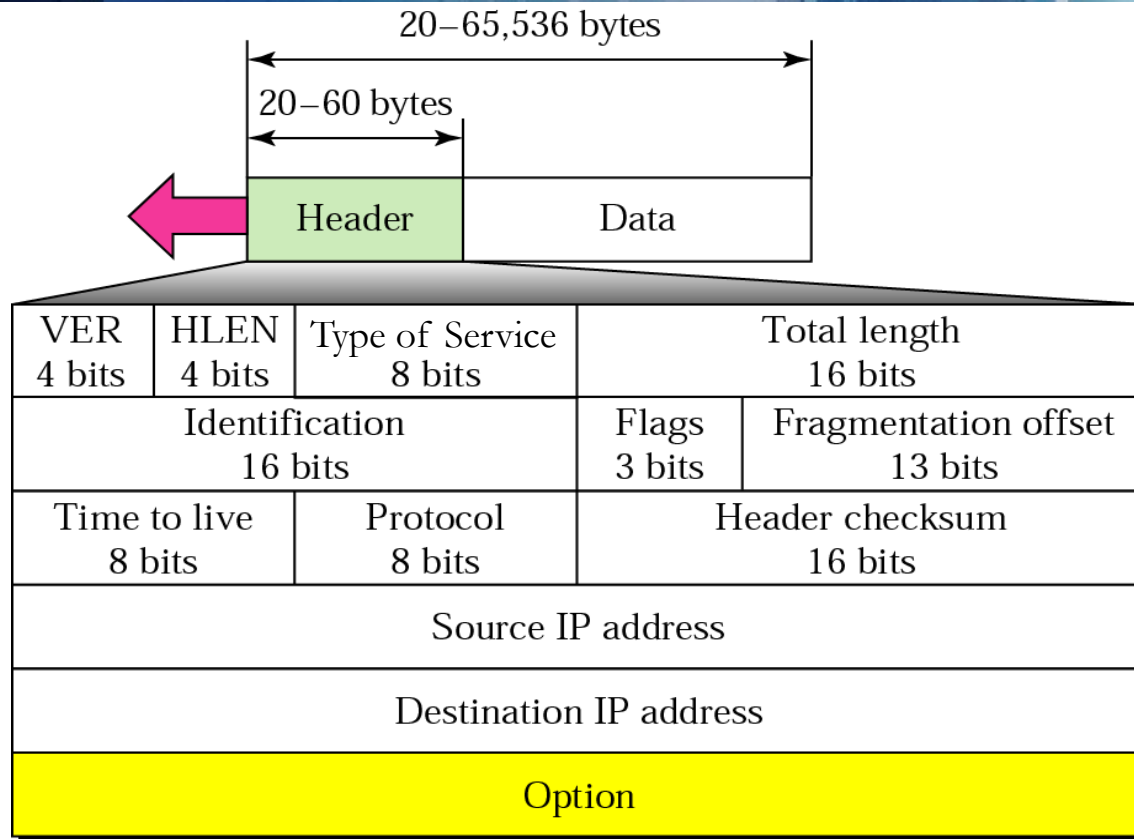 20–65,536 bytes
20–60 bytes
Header
Data
VER
4 bits
HLEN
4 bits
Type of Service
8 bits
Total length
16 bits
Identification
16 bits
Flags
3 bits
Fragmentation offset
13 bits
Time to live
8 bits
Protocol
8 bits
Header checksum
16 bits
Source IP address
Destination IP address
Option